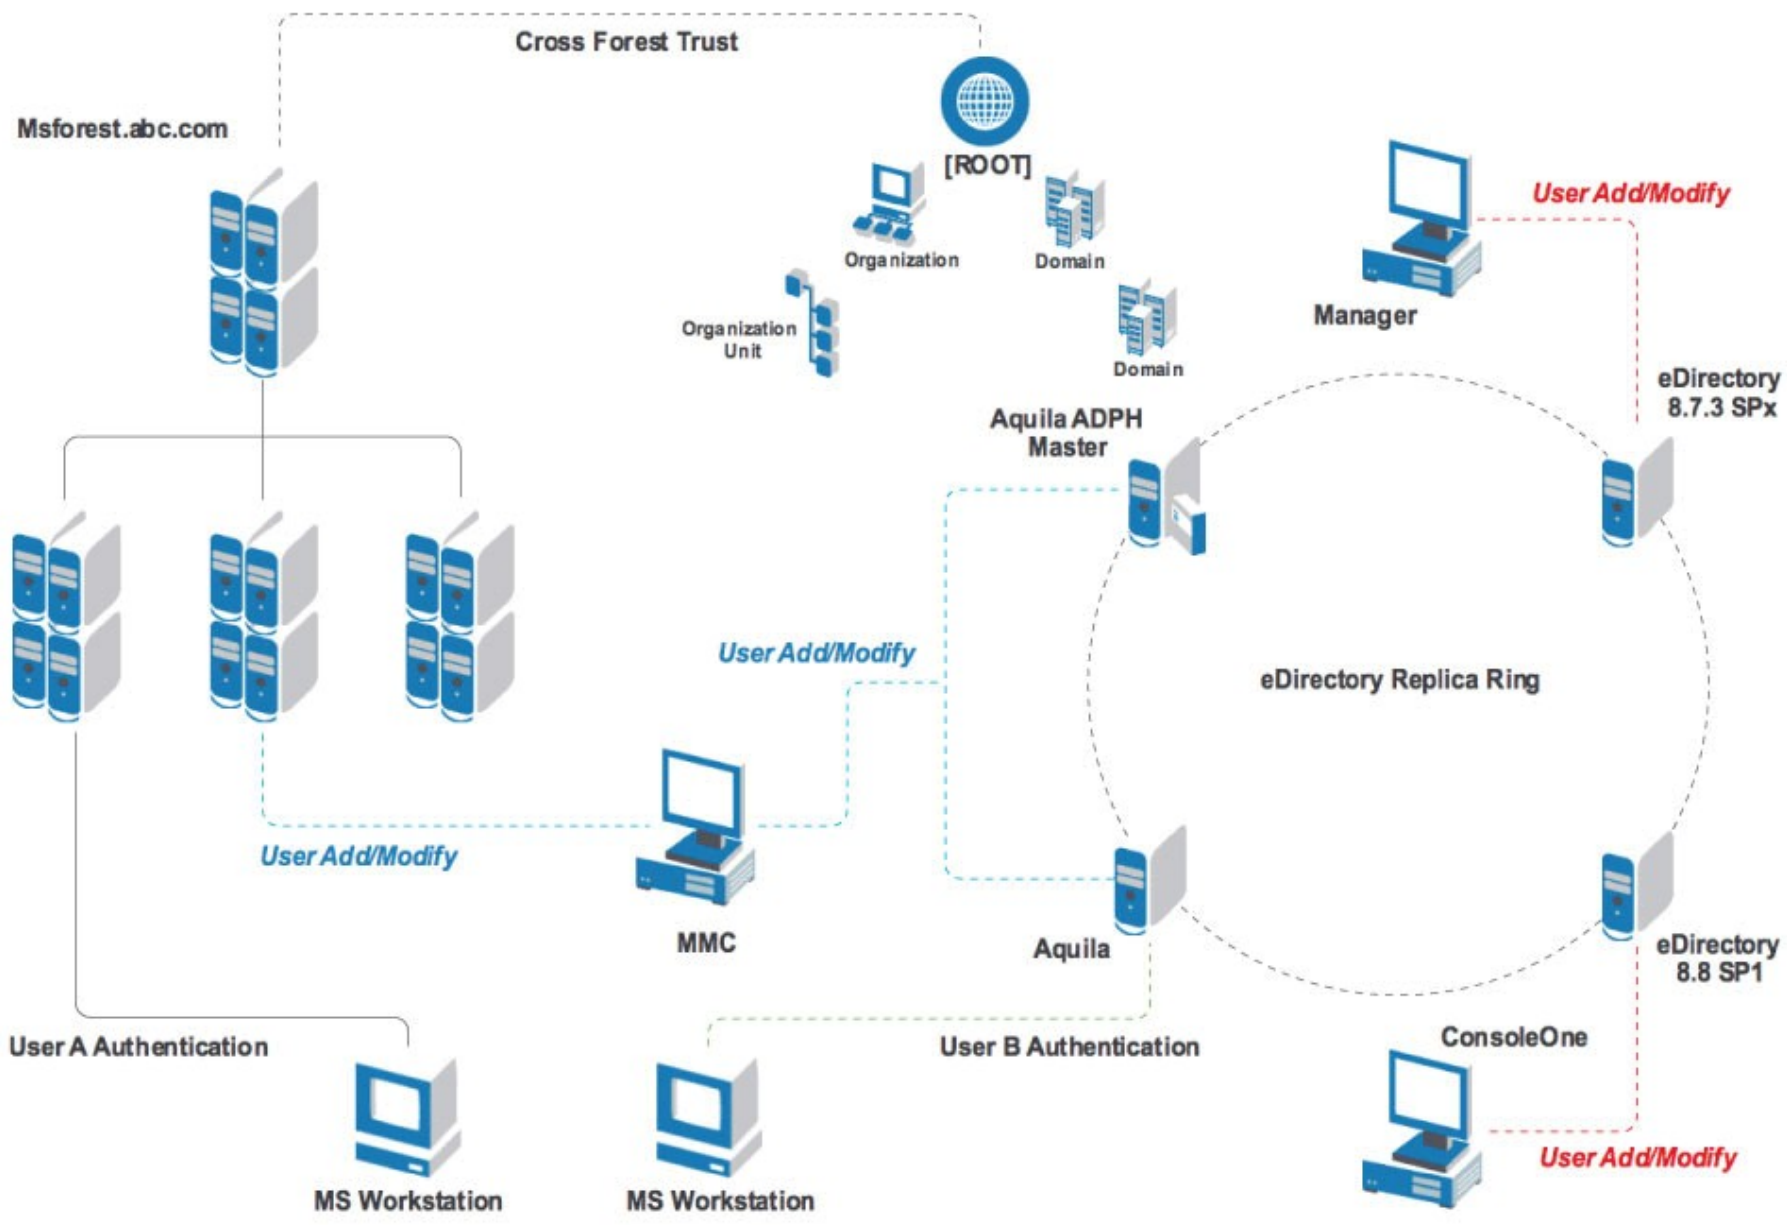 Cross Forest Trust
Msforest.abc.com
[ROOT]
Organization
Domain
Organization
Unit
Domain
User Add/Modify
Manager
eDirectory
8.7.3 SPx
Aquila ADPH
Master
User Add/Modify
eDirectory Replica Ring
User Add/Modify
MMC
Aquila
eDirectory
8.8 SP1
User A Authentication
User B Authentication
ConsoleOne
User Add/Modify
MS Workstation
MS Workstation